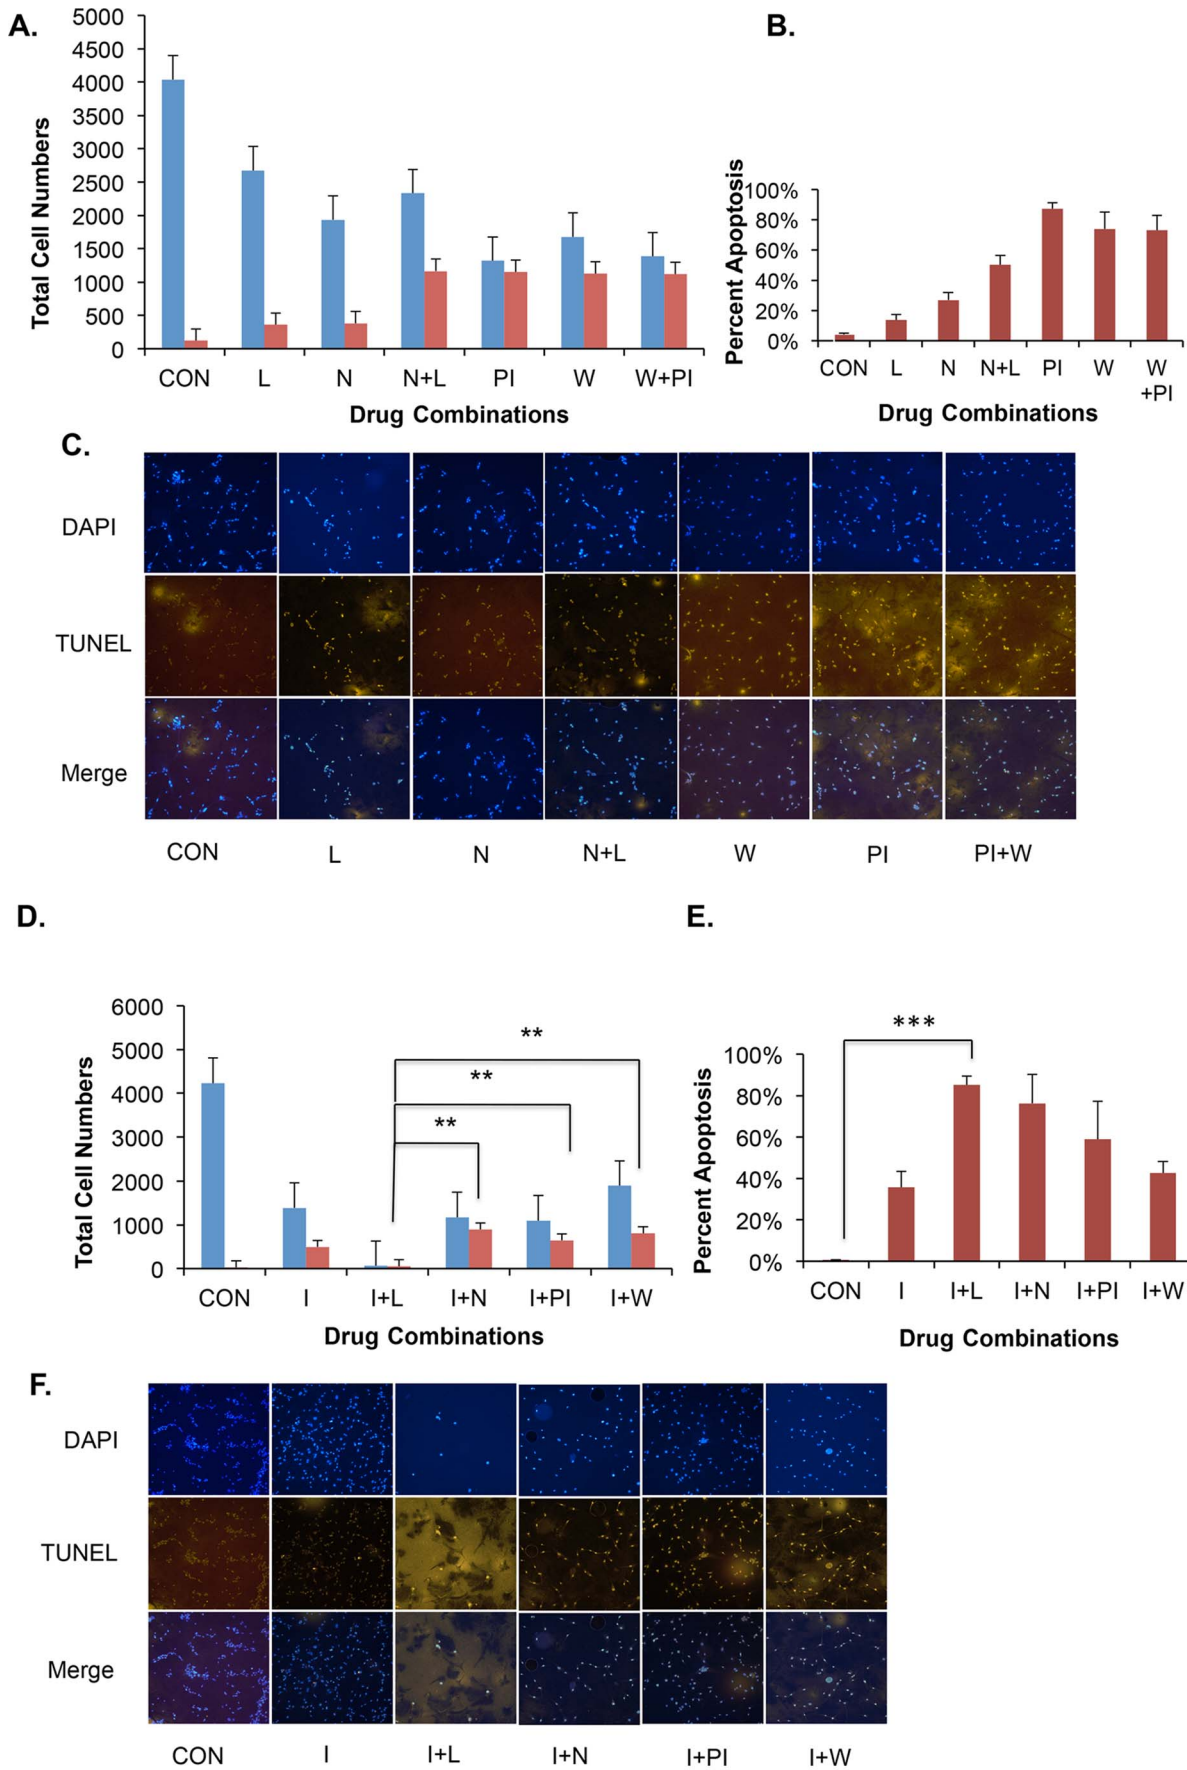 A.
Total Cell Numbers
5000
4500
4000
3500
3000
2500
2000
1500
1000
500
0
CON L N N+L PI W W+PI
Drug Combinations
B.
Percent Apoptosis
100%
80%
60%
40%
20%
0%
CON L N N+L PI W W
+PI
Drug Combinations
C.
DAPI
TUNEL
Merge
CON L N N+L W PI PI+W
D.
Total Cell Numbers
6000
5000
4000
3000
2000
1000
0
**
**
**
CON I I+L I+N I+PI I+W
Drug Combinations
E.
Percent Apoptosis
***
100%
80%
60%
40%
20%
0%
CON I I+L I+N I+PI I+W
Drug Combinations
F.
DAPI
TUNEL
Merge
CON I I+L I+N I+PI I+W